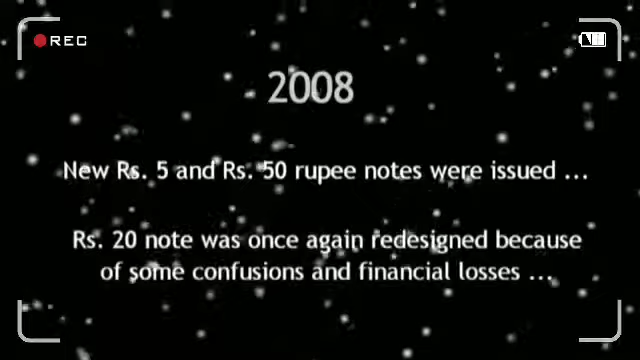 REC
2008
New Rs. 5 and Rs. 50 rupee notes were issued ...
Rs. 20 note was once again redesigned because
of some confusions and financial losses ...